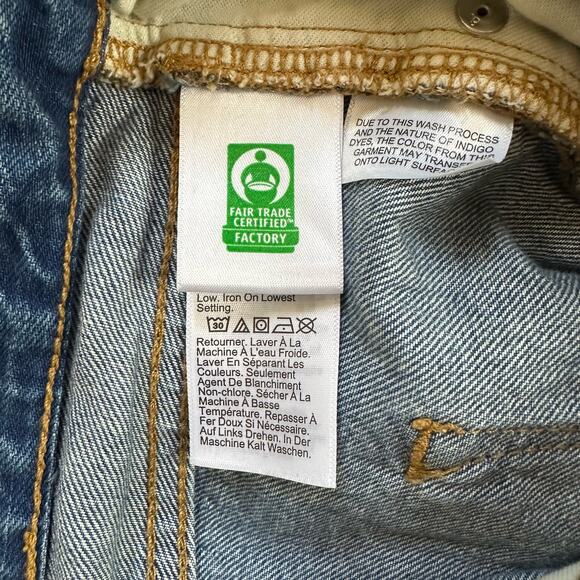 DUE TO THIS WASH PROCESS
AND THE NATURE OF INDIGO
DYES, THE COLOR FROM THIS
GARMENT MAY
ONTO LIGHT
FAIR TRADE
CERTIFIED™
FACTORY
Low. Iron On Lowest
Setting.
30
Retourner. Laver À La
Machine À L'eau Froide.
Laver En Séparant Les
Couleurs. Seulement
Agent De Blanchiment
Non-chlore. Sécher À La
Machine À Basse
Température. Repasser À
Fer Doux Si Nécessaire.
Auf Links Drehen. In Der
Maschine Kalt Waschen.